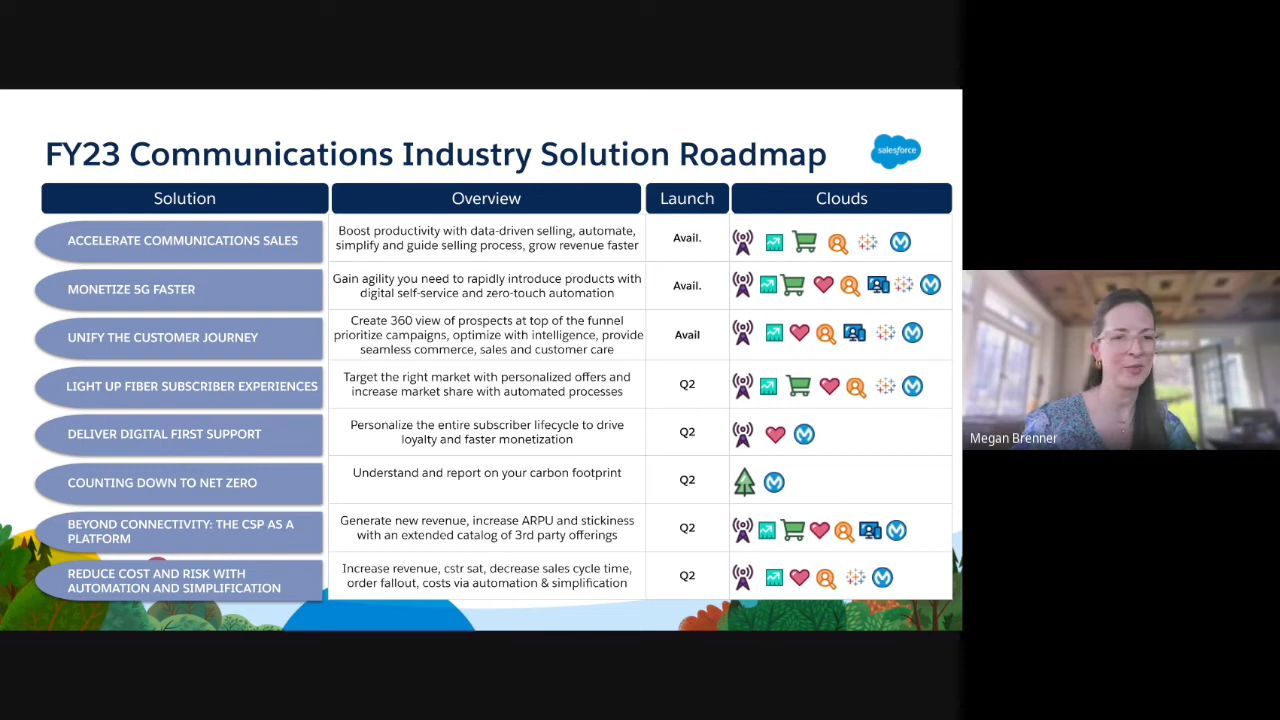 FY23 Communications Industry Solution Roadmap
salesforce
Solution
Overview
Launch
Clouds
ACCELERATE COMMUNICATIONS SALES
Boost productivity with data-driven selling, automate,
simplify and guide selling process, grow revenue faster
Avail.
MONETIZE 5G FASTER
Gain agility you need to rapidly introduce products with
digital self-service and zero-touch automation
Avail.
UNIFY THE CUSTOMER JOURNEY
Create 360 view of prospects at top of the funnel
prioritize campaigns, optimize with intelligence, provide
seamless commerce, sales and customer care
Avail
LIGHT UP FIBER SUBSCRIBER EXPERIENCES
Target the right market with personalized offers and
increase market share with automated processes
Q2
DELIVER DIGITAL FIRST SUPPORT
Personalize the entire subscriber lifecycle to drive
loyalty and faster monetization
Q2
COUNTING DOWN TO NET ZERO
Understand and report on your carbon footprint
Q2
BEYOND CONNECTIVITY: THE CSP AS A
PLATFORM
Generate new revenue, increase ARPU and stickiness
with an extended catalog of 3rd party offerings
Q2
REDUCE COST AND RISK WITH
AUTOMATION AND SIMPLIFICATION
Increase revenue, cstr sat, decrease sales cycle time,
order fallout, costs via automation & simplification
Q2
Megan Brenner